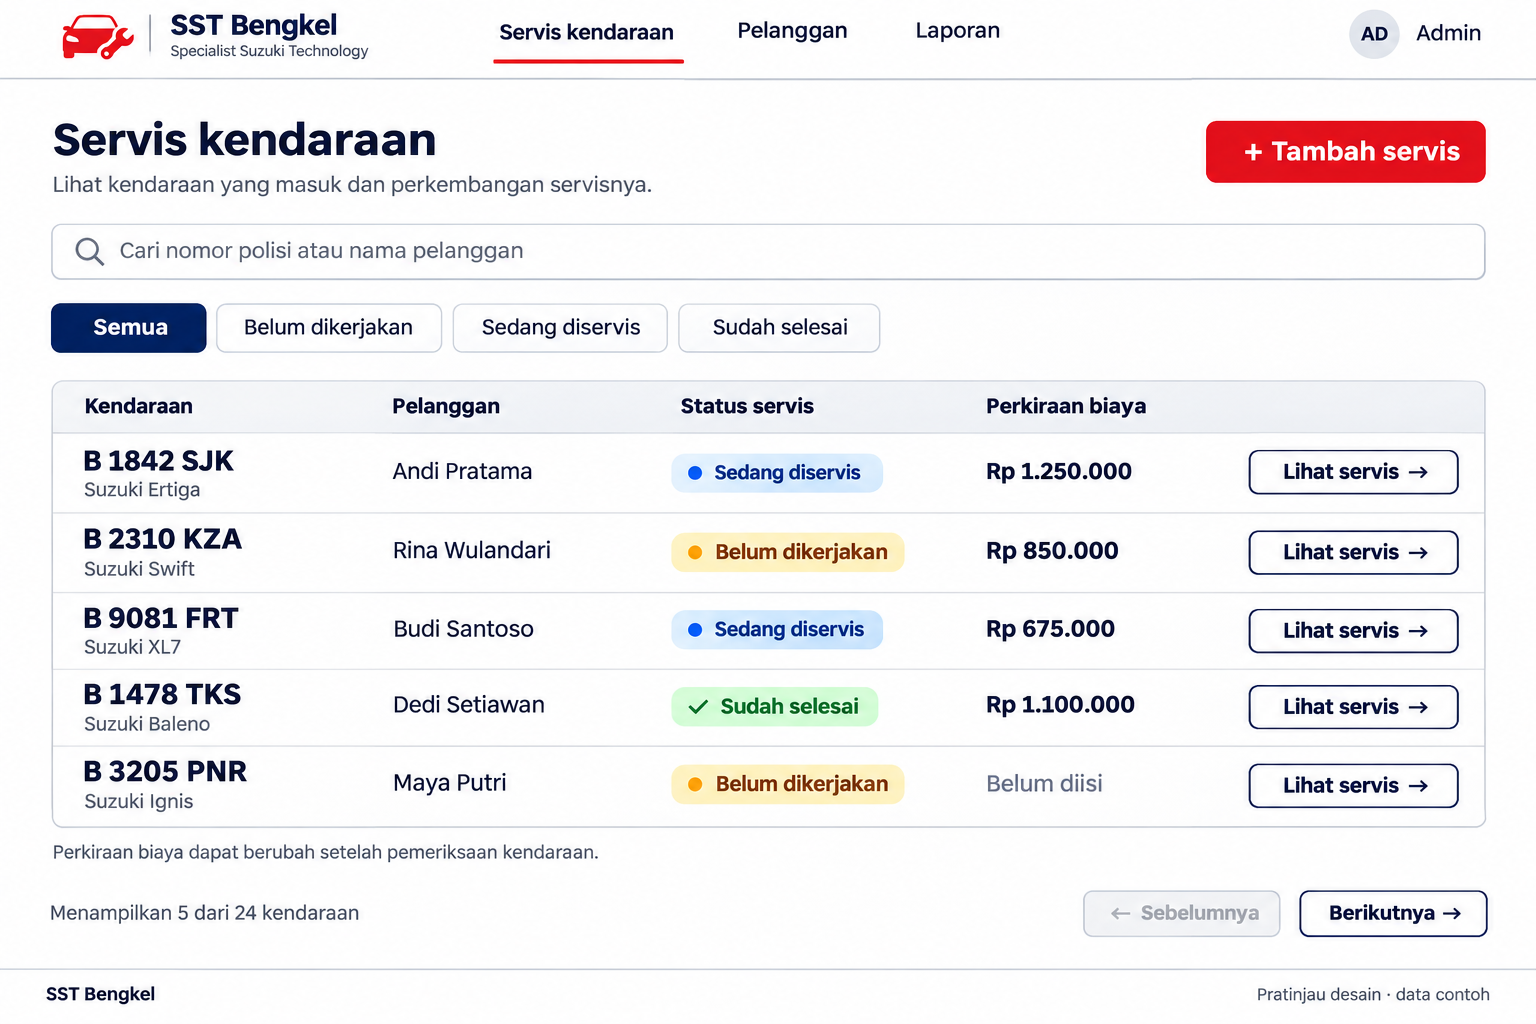 SST Bengkel
Specialist Suzuki Technology
Servis kendaraan
Pelanggan
Laporan
AD
Admin
Servis kendaraan
Lihat kendaraan yang masuk dan perkembangan servisnya.
+ Tambah servis
Cari nomor polisi atau nama pelanggan
Semua
Belum dikerjakan
Sedang diservis
Sudah selesai
Kendaraan
Pelanggan
Status servis
Perkiraan biaya
B 1842 SJK
Suzuki Ertiga
Andi Pratama
Sedang diservis
Rp 1.250.000
Lihat servis →
B 2310 KZA
Suzuki Swift
Rina Wulandari
Belum dikerjakan
Rp 850.000
Lihat servis →
B 9081 FRT
Suzuki XL7
Budi Santoso
Sedang diservis
Rp 675.000
Lihat servis →
B 1478 TKS
Suzuki Baleno
Dedi Setiawan
Sudah selesai
Rp 1.100.000
Lihat servis →
B 3205 PNR
Suzuki Ignis
Maya Putri
Belum dikerjakan
Belum diisi
Lihat servis →
Perkiraan biaya dapat berubah setelah pemeriksaan kendaraan.
Menampilkan 5 dari 24 kendaraan
← Sebelumnya
Berikutnya →
SST Bengkel
Pratinjau desain · data contoh